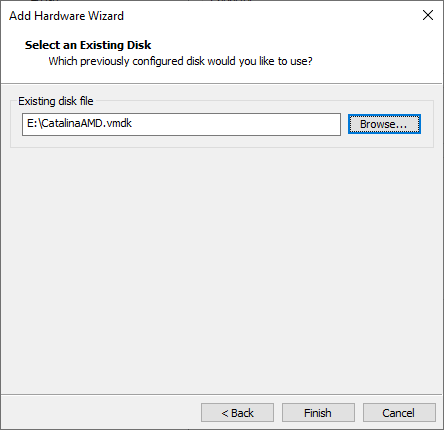 Add Hardware Wizard
Select an Existing Disk
Which previously configured disk would you like to use?
Existing disk file
E:\CatalinaAMD.vmdk
Browse...
< Back
Finish
Cancel